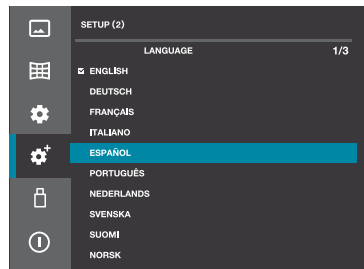 SETUP (2)
LANGUAGE 1/3
ENGLISH
DEUTSCH
FRANÇAIS
ITALIANO
ESPAÑOL
PORTUGUÊS
NEDERLANDS
SVENSKA
SUOMI
NORSK